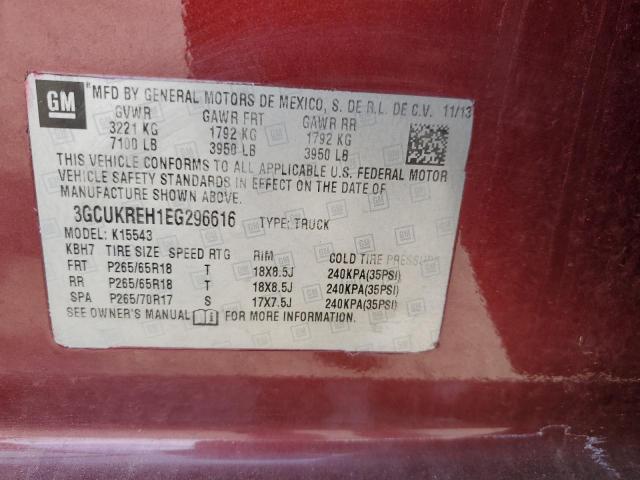 GM
MFD BY GENERAL MOTORS DE MEXICO, S. DE R.L. DE C.V. 11/13
GVWR GAWR FRT GAWR RR
3221 KG 1792 KG 1792 KG
7100 LB 3950 LB 3950 LB
THIS VEHICLE CONFORMS TO ALL APPLICABLE U.S. FEDERAL MOTOR
VEHICLE SAFETY STANDARDS IN EFFECT ON THE DATE OF
MANUFACTURE SHOWN ABOVE.
3GCUKREH1EG296616 TYPE: TRUCK
MODEL: K15543
KBH7 TIRE SIZE SPEED RTG RIM COLD TIRE PRESSURE
FRT P265/65R18 T 18X8.5J 240KPA(35PSI)
RR P265/65R18 T 18X8.5J 240KPA(35PSI)
SPA P265/70R17 S 17X7.5J 240KPA(35PSI)
SEE OWNER'S MANUAL FOR MORE INFORMATION.